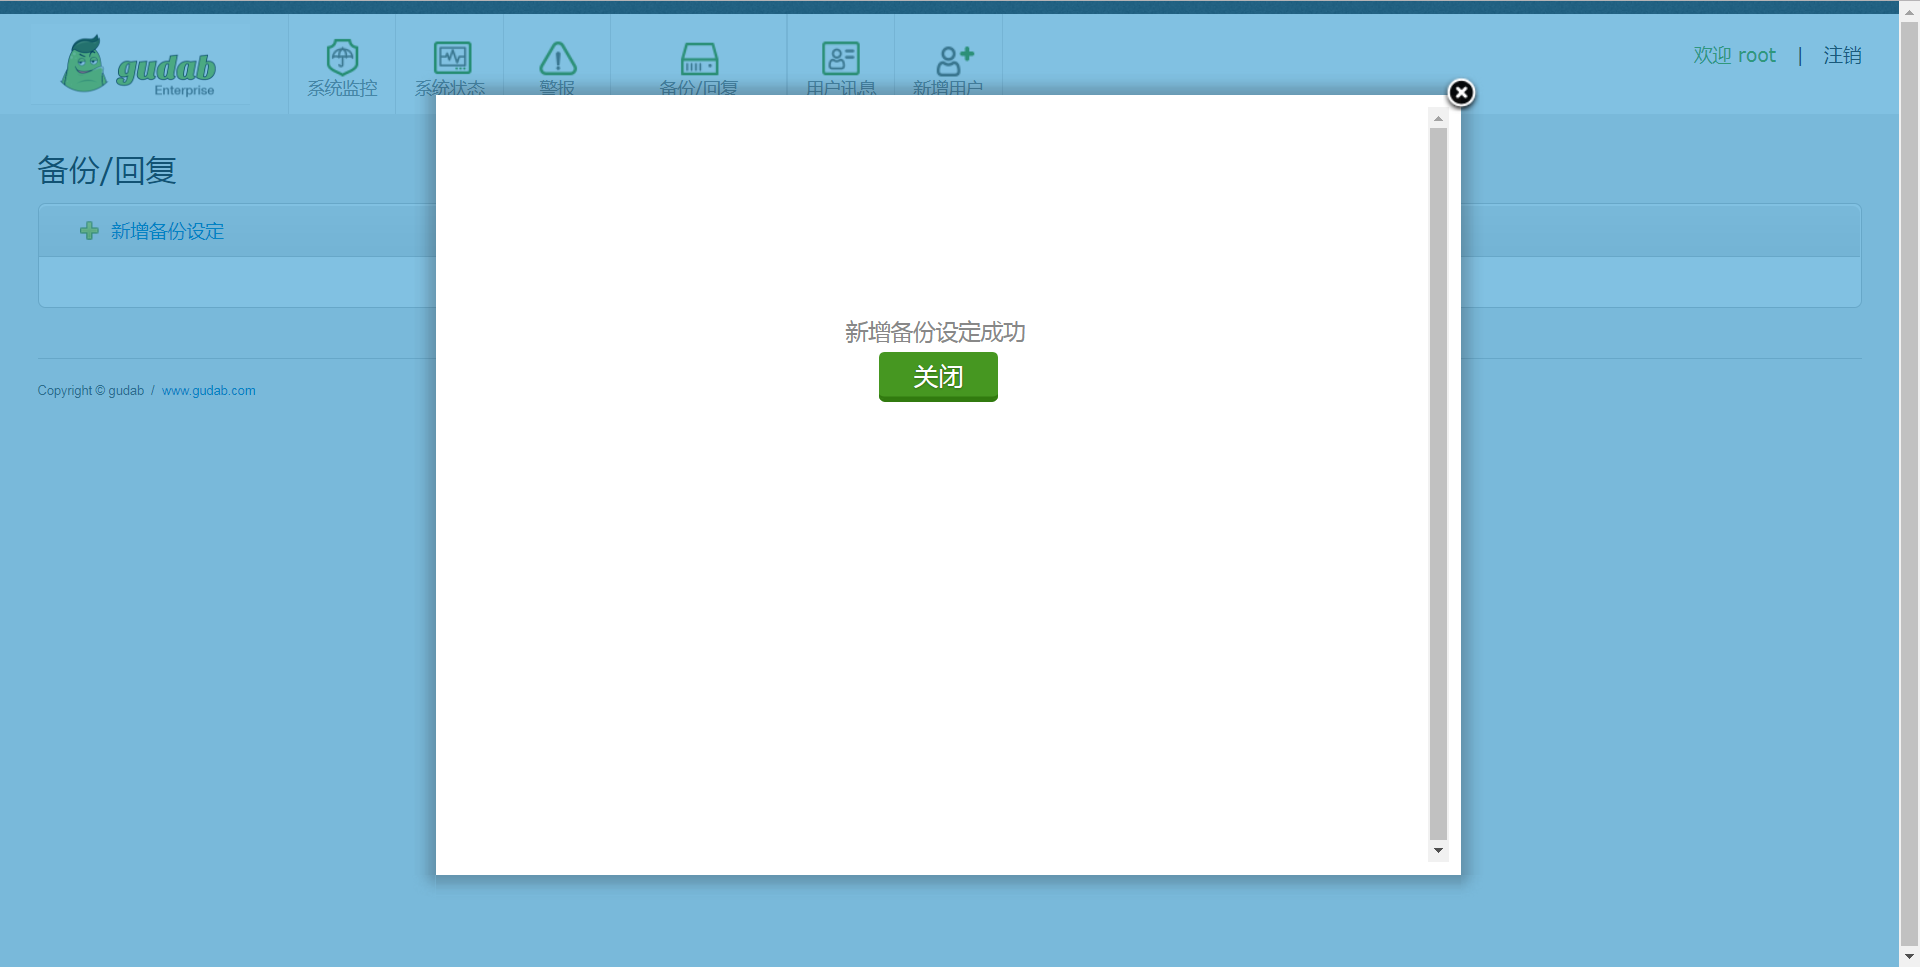 gudab
Enterprise
系统监控
系统状态
警报
备份/回复
用户讯息
新增用户
欢迎 root | 注销
备份/回复
新增备份设定
新增备份设定成功
关闭
Copyright © gudab / www.gudab.com